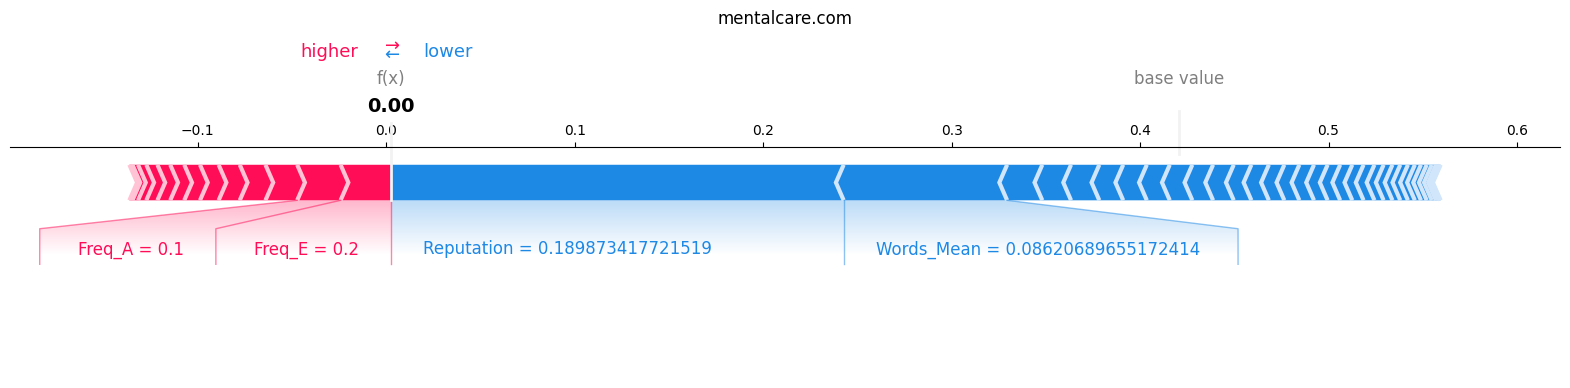 mentalcare.com
higher ⇄ lower
f(x) base value
0.00
−0.1 0.0 0.1 0.2 0.3 0.4 0.5 0.6
Freq_A = 0.1 Freq_E = 0.2 Reputation = 0.189873417721519 Words_Mean = 0.08620689655172414